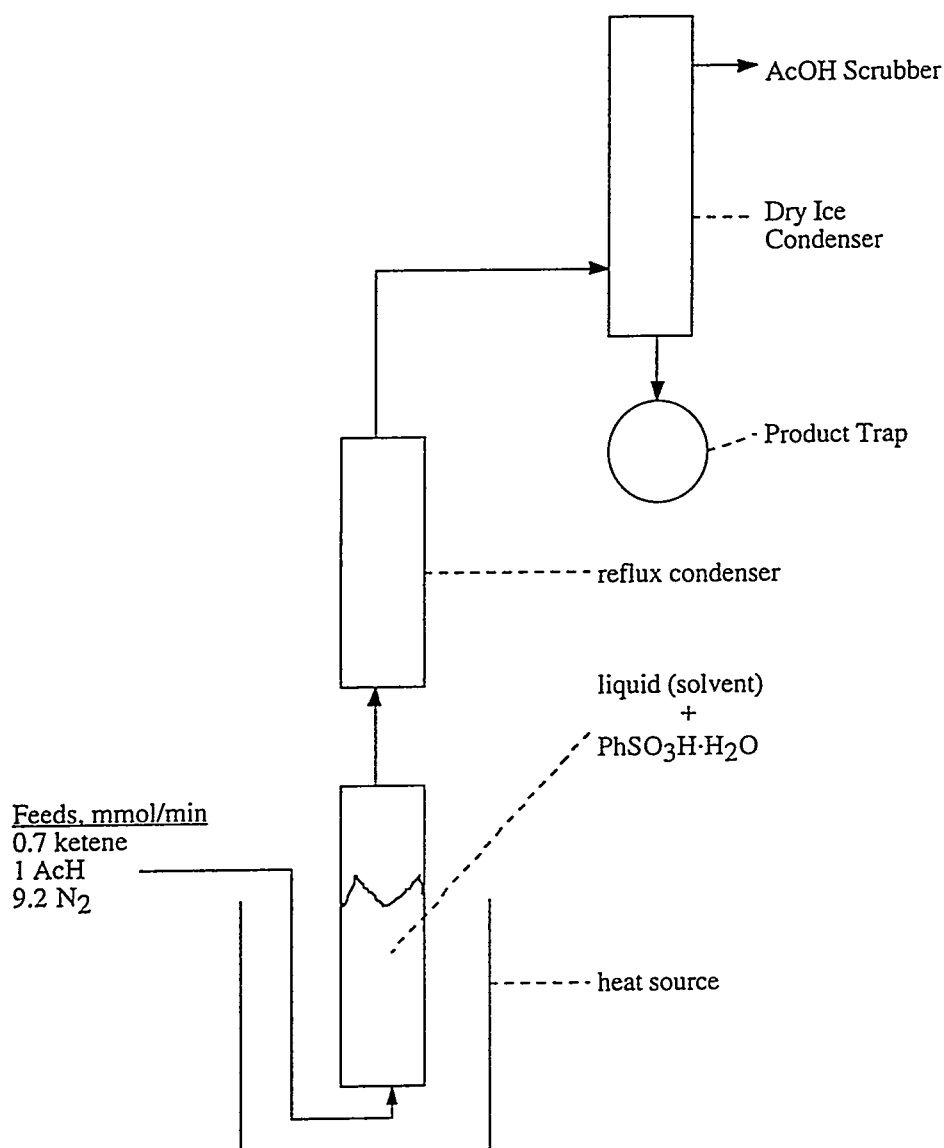 AcOH Scrubber
Dry Ice
Condenser
Product Trap
reflux condenser
liquid (solvent)
+
PhSO3H·H2O
Feeds, mmol/min
0.7 ketene
1 AcH
9.2 N2
heat source